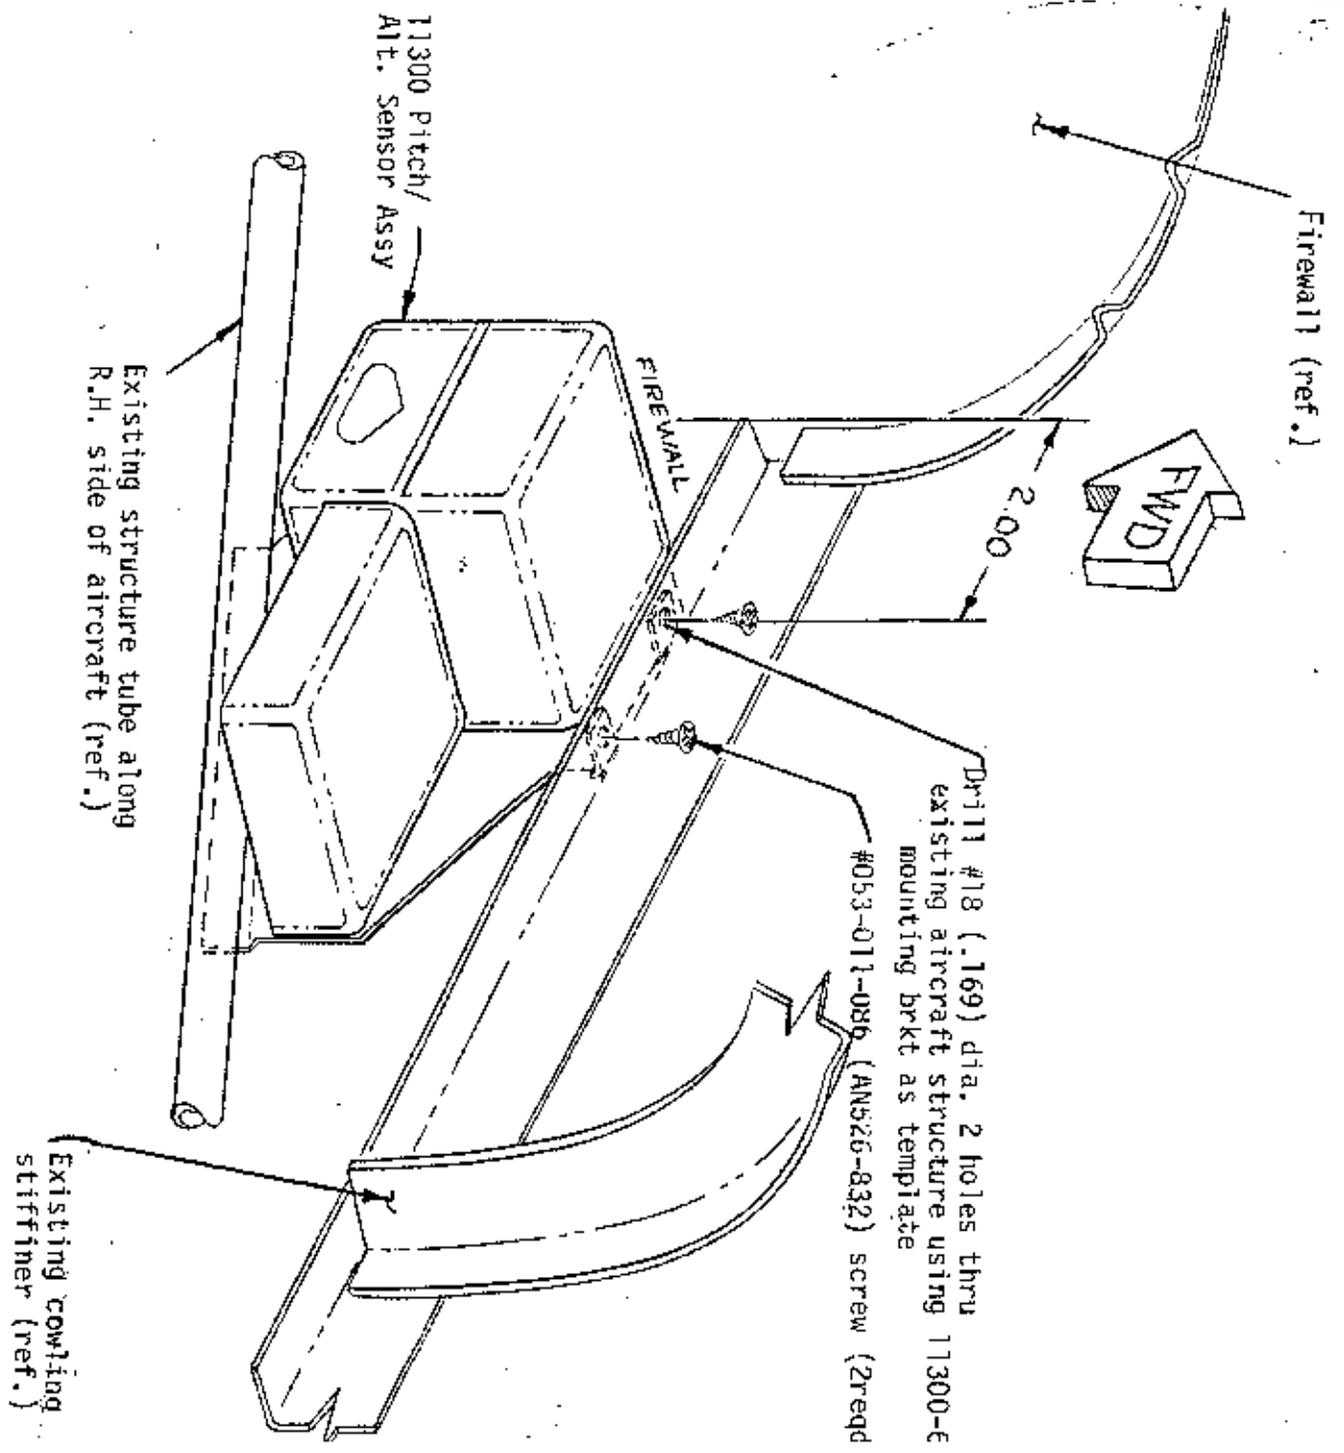 Firewall (ref.)
FWD
2.00
11300 Pitch/
Alt. Sensor Assy
FIREWALL
Drill #18 (.169) dia. 2 holes thru
existing aircraft structure using
mounting brkt as template
#053-011-086 (AN526-832) screw (2reqd
Existing structure tube along
R.H. side of aircraft (ref.)
Existing cowling
stiffiner (ref.)